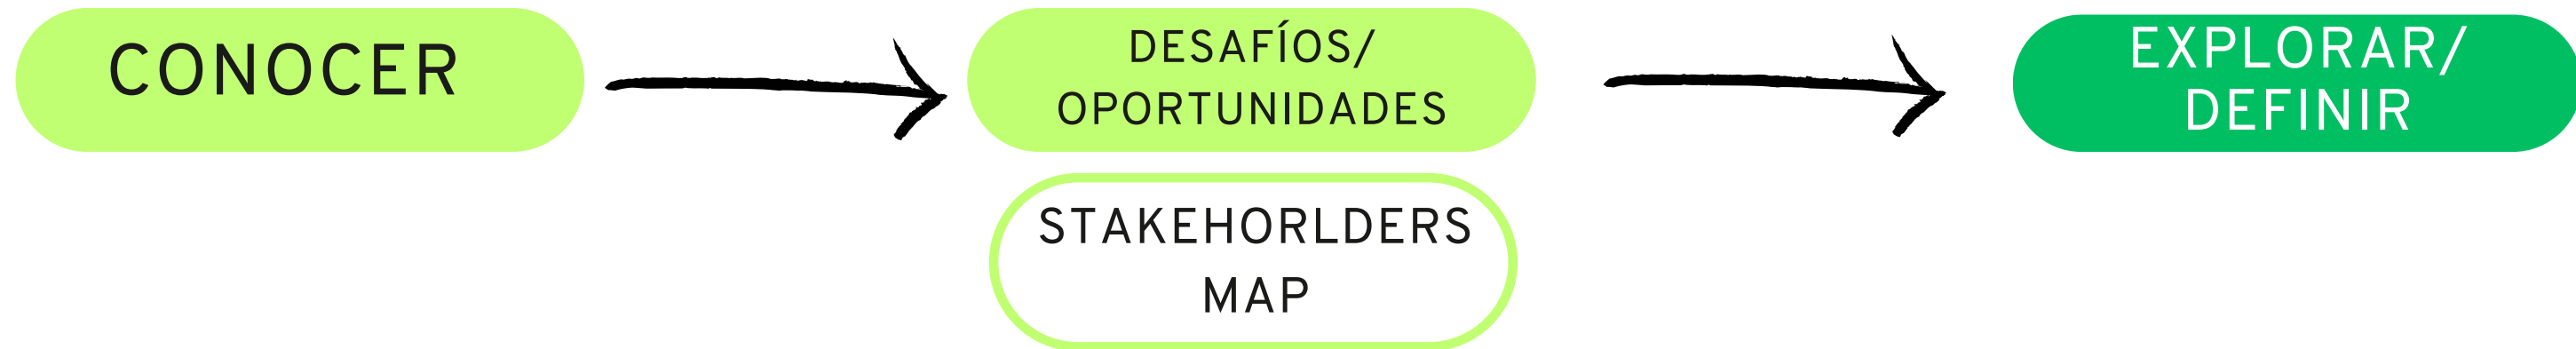 CONOCER
DESAFÍOS/
OPORTUNIDADES
STAKEHORLDERS
MAP
EXPLORAR/
DEFINIR